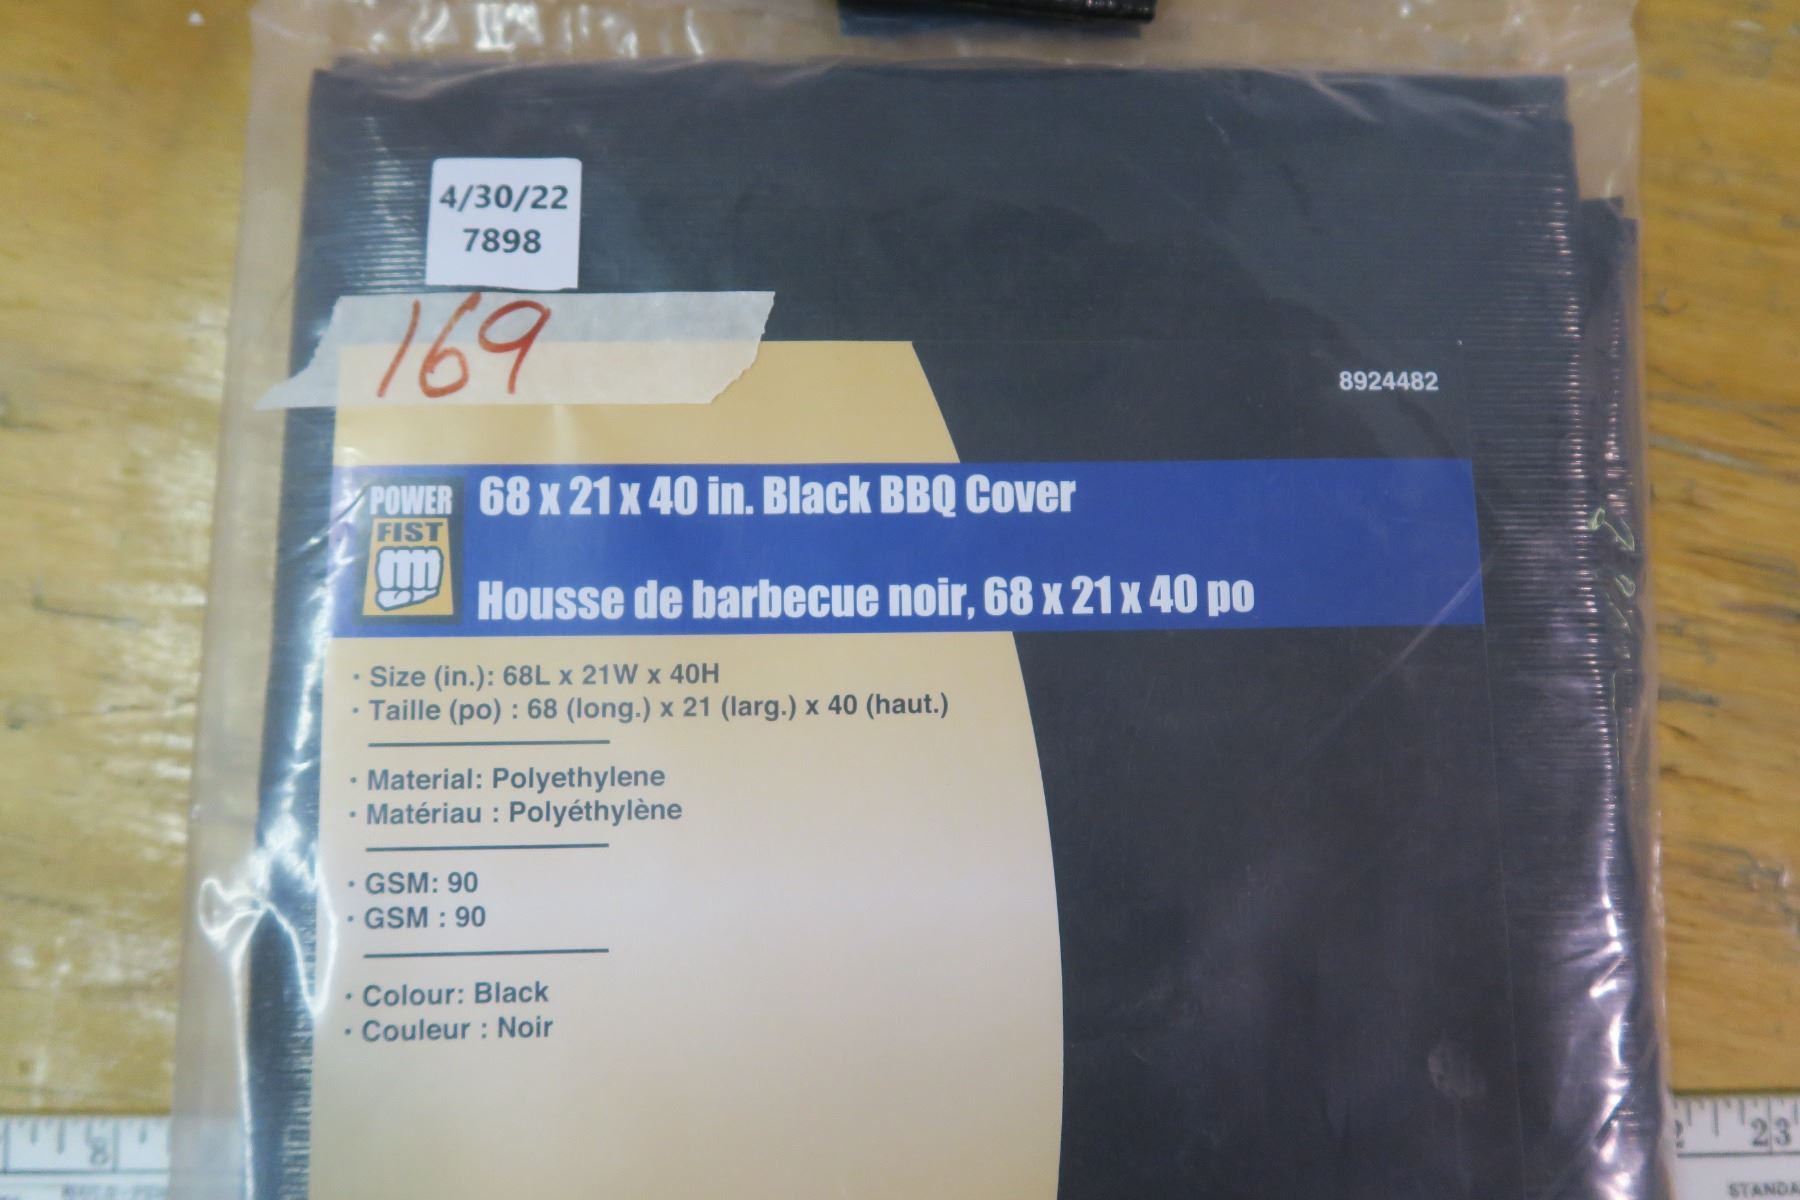 4/30/22
7898
169
8924482
POWER
FIST
68 x 21 x 40 in. Black BBQ Cover
Housse de barbecue noir, 68 x 21 x 40 po
· Size (in.): 68L x 21W x 40H
· Taille (po) : 68 (long.) x 21 (larg.) x 40 (haut.)
· Material: Polyethylene
· Matériau : Polyéthylène
· GSM: 90
· GSM : 90
· Colour: Black
· Couleur : Noir
8
23